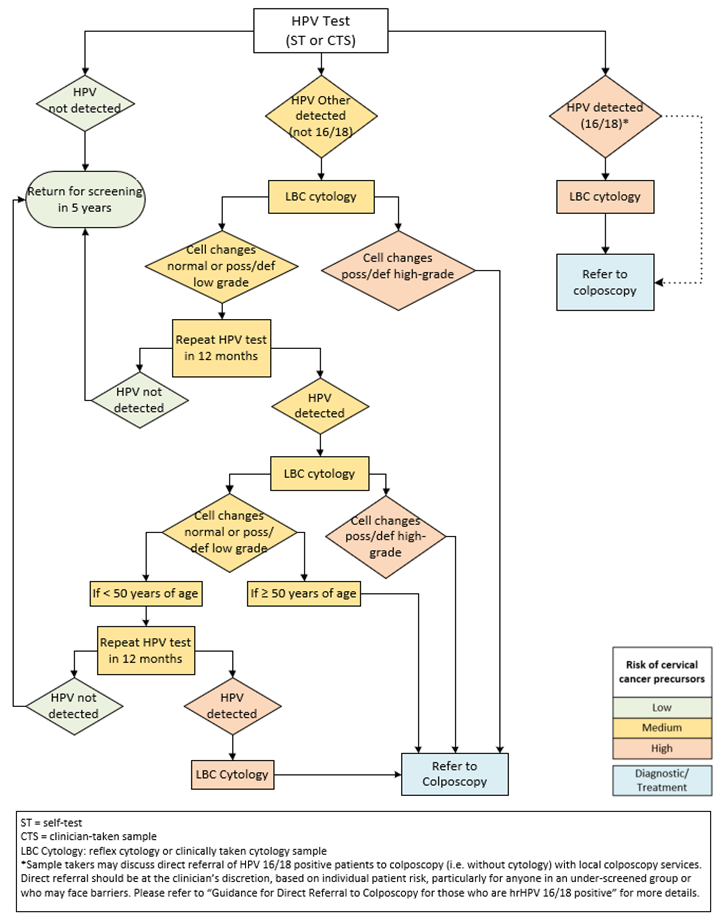 HPV Test
(ST or CTS)
HPV
not detected
HPV Other
detected
(not 16/18)
HPV detected
(16/18)*
Return for screening
in 5 years
LBC cytology
LBC cytology
Cell changes
normal or poss/def
low grade
Cell changes
poss/def high-grade
Refer to
colposcopy
Repeat HPV test
in 12 months
HPV not
detected
HPV
detected
LBC cytology
Cell changes
normal or poss/
def low grade
Cell changes
poss/def high-
grade
If < 50 years of age
If ≥ 50 years of age
Repeat HPV test
in 12 months
HPV not
detected
HPV
detected
LBC Cytology
Refer to
Colposcopy
Risk of cervical
cancer precursors
Low
Medium
High
Diagnostic/
Treatment
ST = self-test
CTS = clinician-taken sample
LBC Cytology: reflex cytology or clinically taken cytology sample
*Sample takers may discuss direct referral of HPV 16/18 positive patients to colposcopy (i.e. without cytology) with local colposcopy services.
Direct referral should be at the clinician's discretion, based on individual patient risk, particularly for anyone in an under-screened group or
who may face barriers. Please refer to “Guidance for Direct Referral to Colposcopy for those who are hrHPV 16/18 positive” for more details.